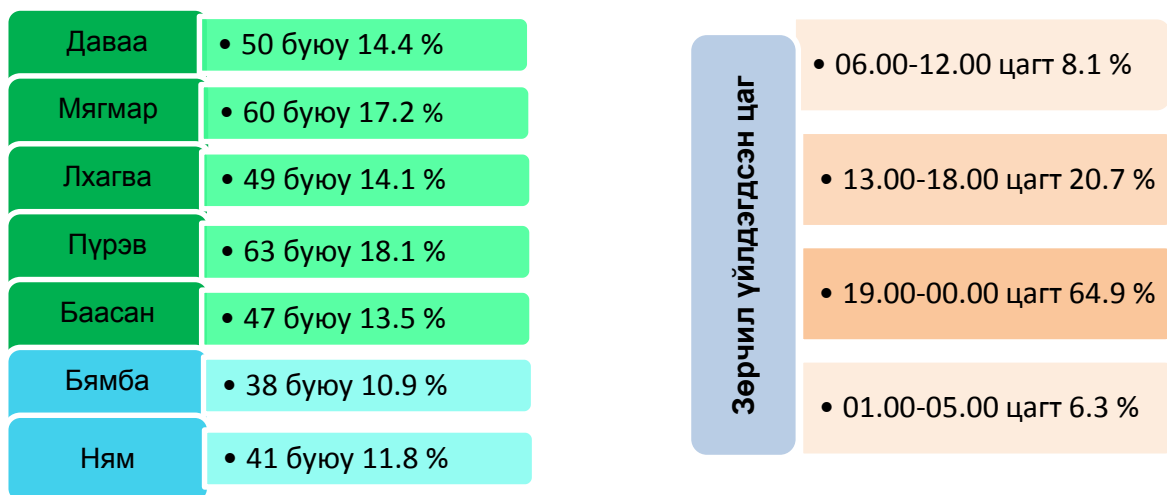 Даваа
• 50 буюу 14.4 %
Мягмар
• 60 буюу 17.2 %
Лхагва
• 49 буюу 14.1 %
Пүрэв
• 63 буюу 18.1 %
Баасан
• 47 буюу 13.5 %
Бямба
• 38 буюу 10.9 %
Ням
• 41 буюу 11.8 %
Зөрчил үйлдэгдсэн цаг
• 06.00-12.00 цагт 8.1 %
• 13.00-18.00 цагт 20.7 %
• 19.00-00.00 цагт 64.9 %
• 01.00-05.00 цагт 6.3 %